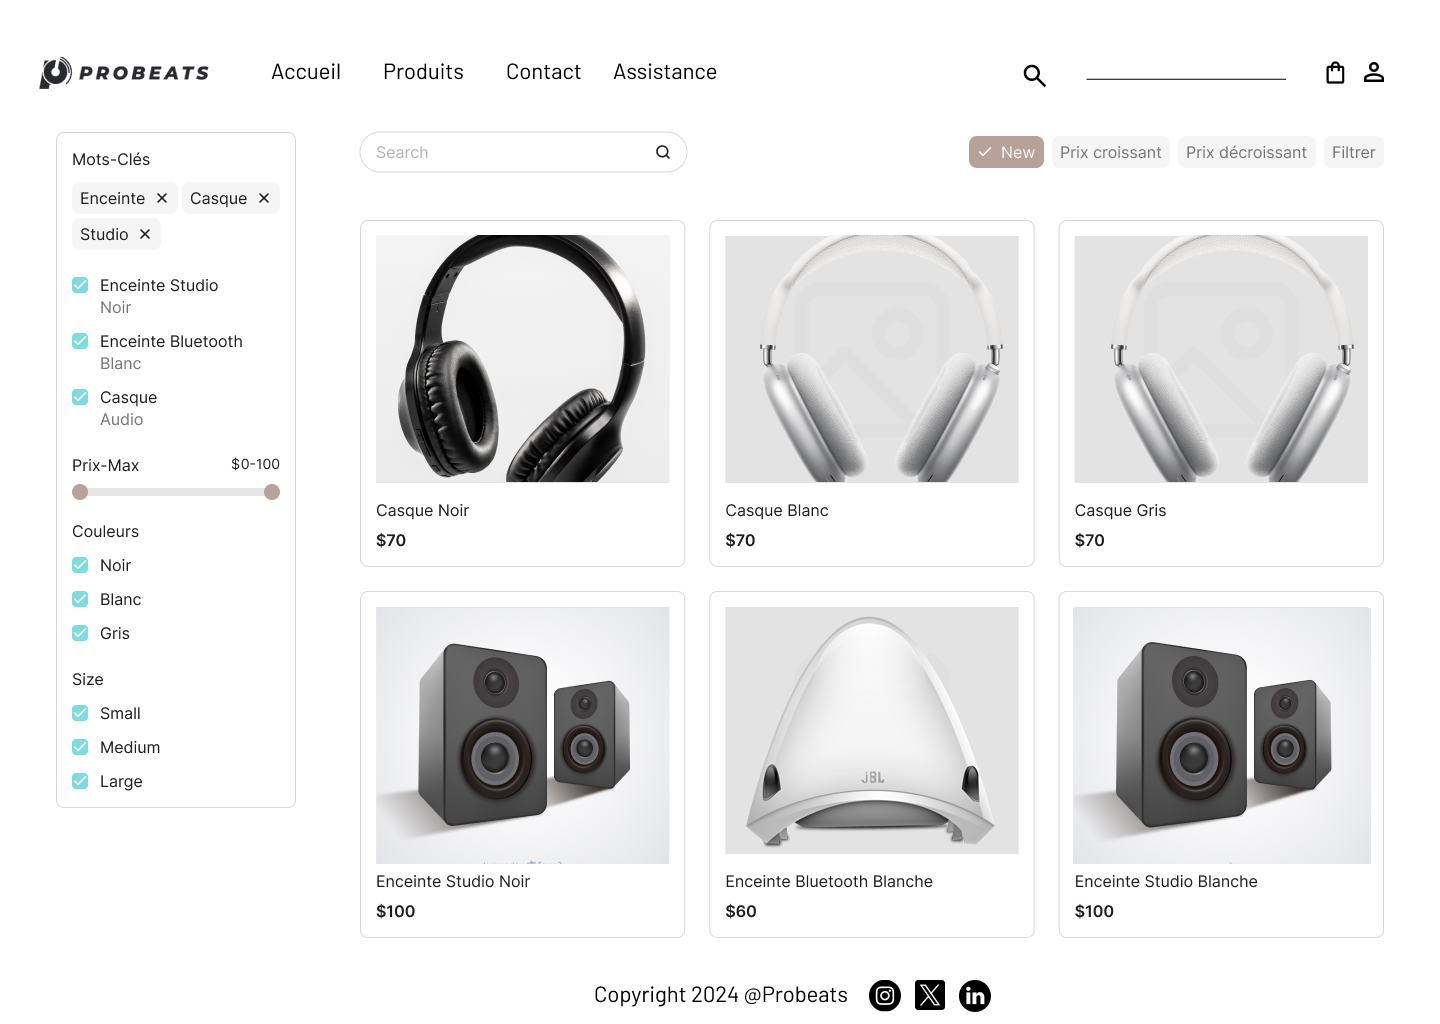 PROBEATS
Accueil
Produits
Contact
Assistance
Mots-Clés
Enceinte
Casque
Studio
Enceinte Studio
Noir
Enceinte Bluetooth
Blanc
Casque
Audio
Prix-Max
$0-100
Couleurs
Noir
Blanc
Gris
Size
Small
Medium
Large
Search
New
Prix croissant
Prix décroissant
Filtrer
Casque Noir
$70
Casque Blanc
$70
Casque Gris
$70
Enceinte Studio Noir
$100
JBL
Enceinte Bluetooth Blanche
$60
Enceinte Studio Blanche
$100
Copyright 2024 @Probeats